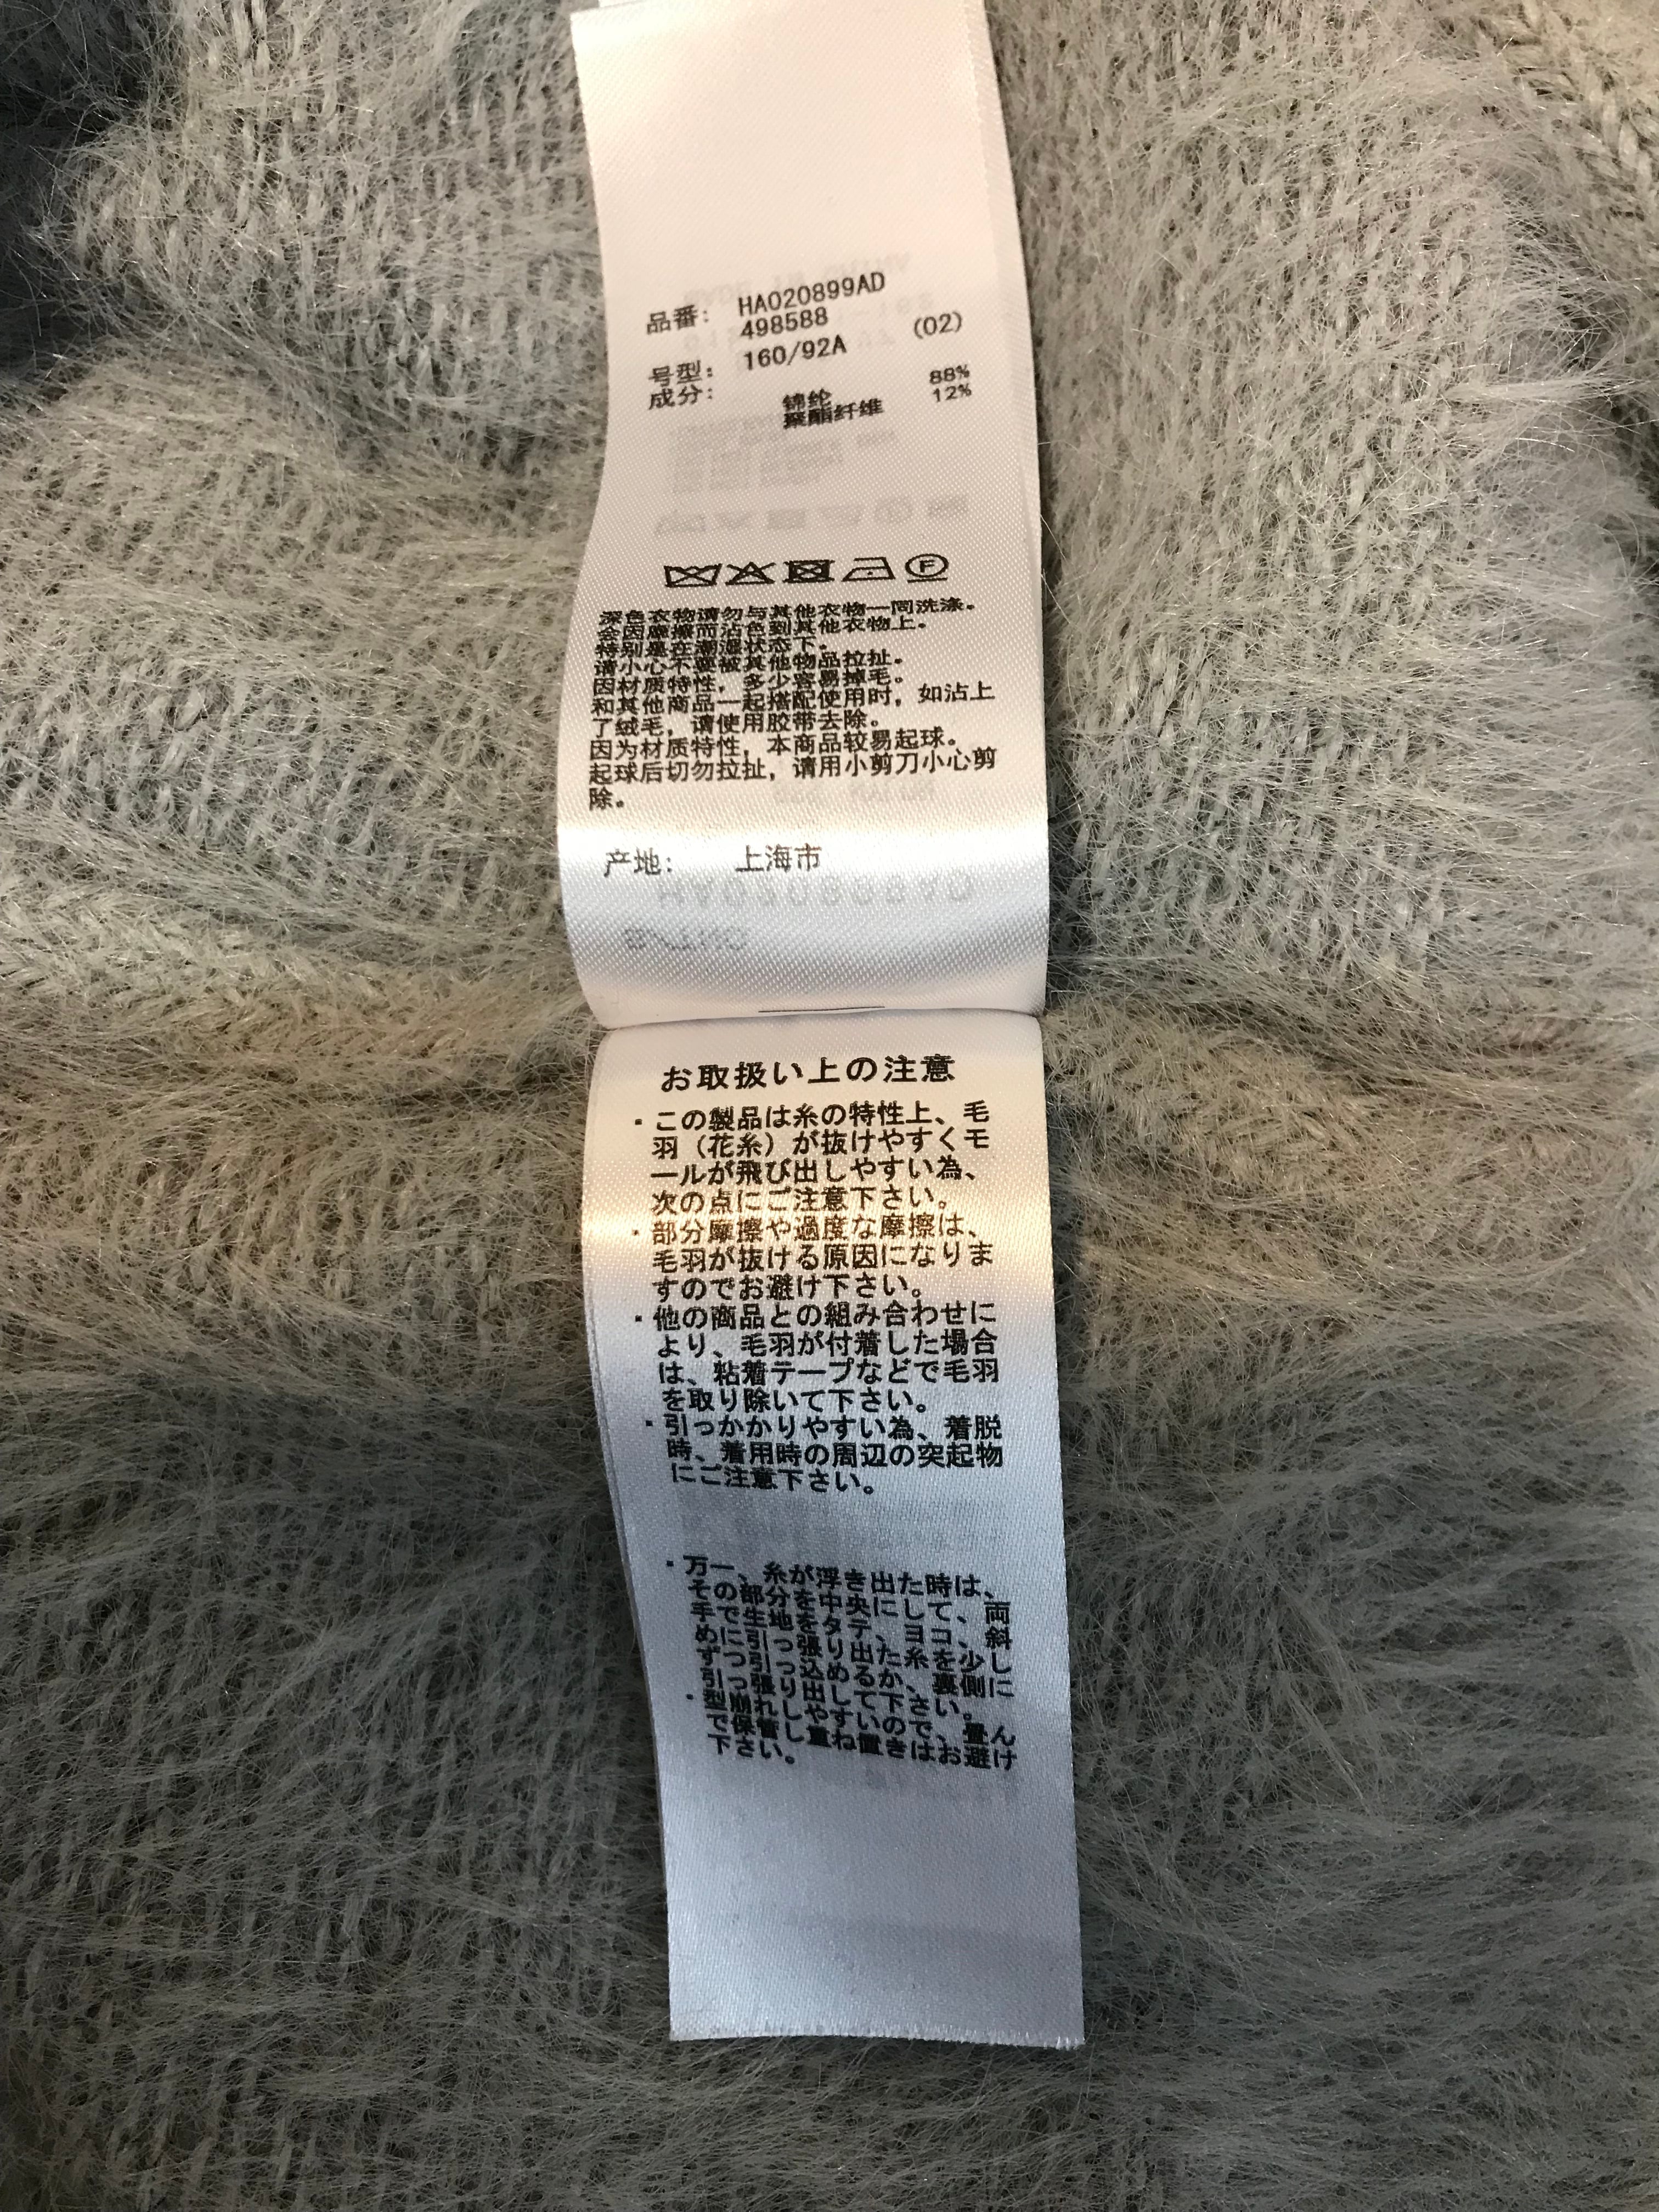 品番: HA020899AD
498588
号型: 160/92A (02)
成分: 锦纶 88%
聚酯纤维 12%
F
深色衣物请勿与其他衣物一同洗涤。
会因摩擦而沾色到其他衣物上。
特别是在潮湿状态下。
请小心不要被其他物品拉扯。
因材质特性，多少容易掉毛。
和其他商品一起搭配使用时，如沾上
了绒毛，请使用胶带去除。
因为材质特性，本商品较易起球。
起球后切勿拉扯，请用小剪刀小心剪
除。
产地: 上海市
お取扱い上の注意
・この製品は糸の特性上、毛
羽（花糸）が抜けやすくモ
ールが飛び出しやすい為、
次の点にご注意下さい。
・部分摩擦や過度な摩擦は、
毛羽が抜ける原因になりま
すのでお避け下さい。
・他の商品との組み合わせに
より、毛羽が付着した場合
は、粘着テープなどで毛羽
を取り除いて下さい。
・引っかかりやすい為、着脱
時、着用時の周辺の突起物
にご注意下さい。
・万一、糸が浮き出た時は、
その部分を中央にして、両
手で生地をタテ、ヨコ、斜
めに引っ張り出た糸を少し
ずつ引っ込めるか、裏側に
引っ張り出して下さい。
・型崩れしやすいので、畳ん
で保管し重ね置きはお避け
下さい。